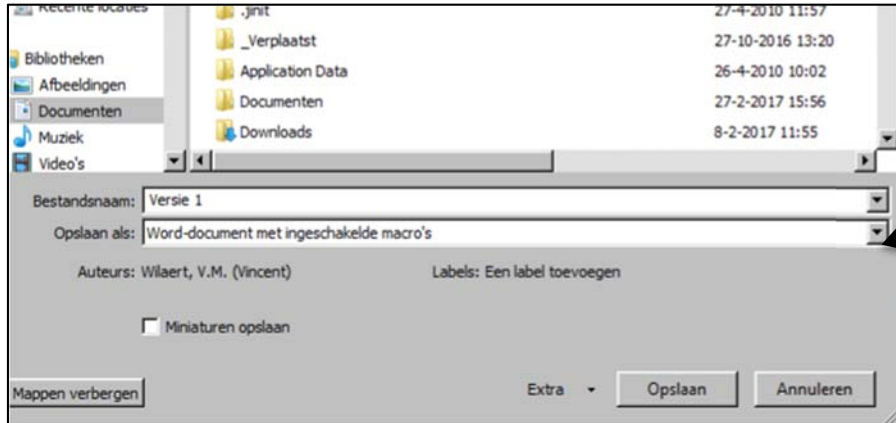 Recente locaties
.jinit 27-4-2010 11:57
_Verplaatst 27-10-2016 13:20
Bibliotheken
Application Data 26-4-2010 10:02
Afbeeldingen
Documenten 27-2-2017 15:56
Documenten
Downloads 8-2-2017 11:55
Muziek
Video's
Bestandsnaam: Versie 1
Opslaan als: Word-document met ingeschakelde macro's
Auteurs: Wilaert, V.M. (Vincent) Labels: Een label toevoegen
Miniaturen opslaan
Mappen verbergen Extra Opslaan Annuleren